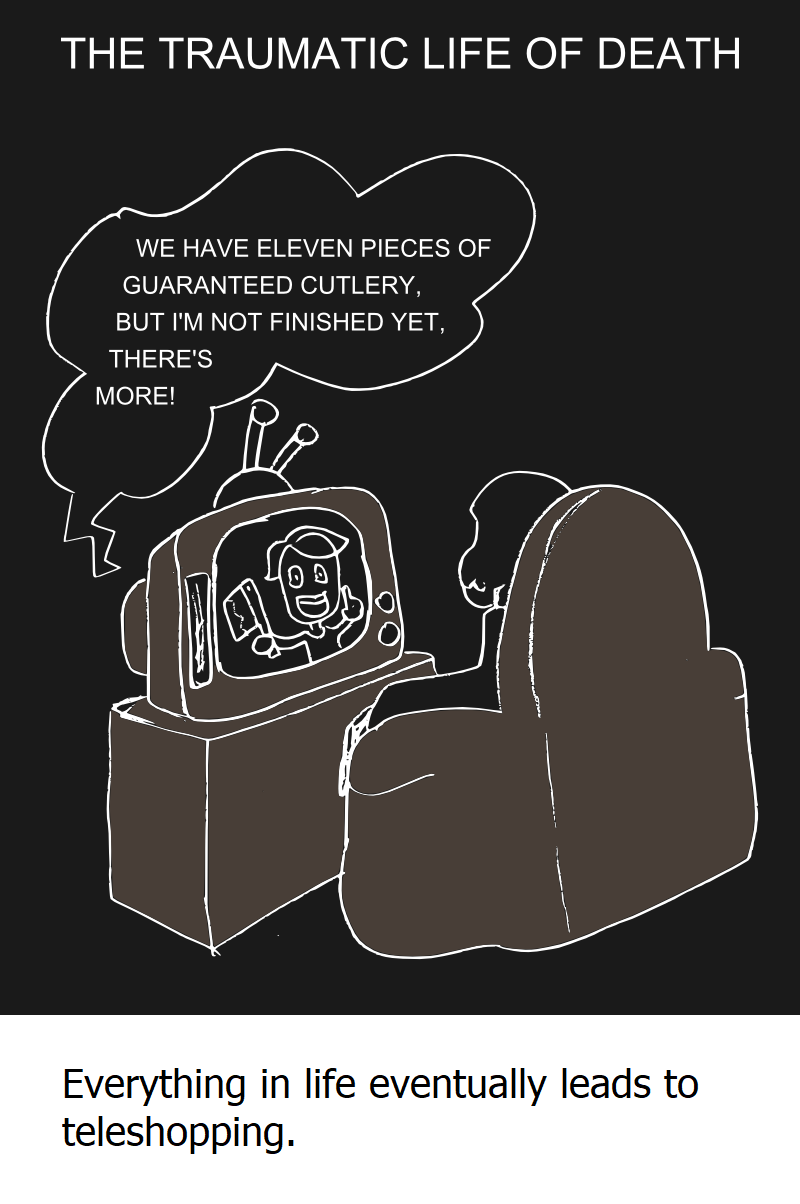 THE TRAUMATIC LIFE OF DEATH
WE HAVE ELEVEN PIECES OF
GUARANTEED CUTLERY,
BUT I'M NOT FINISHED YET,
THERE'S
MORE!
Everything in life eventually leads to
teleshopping.